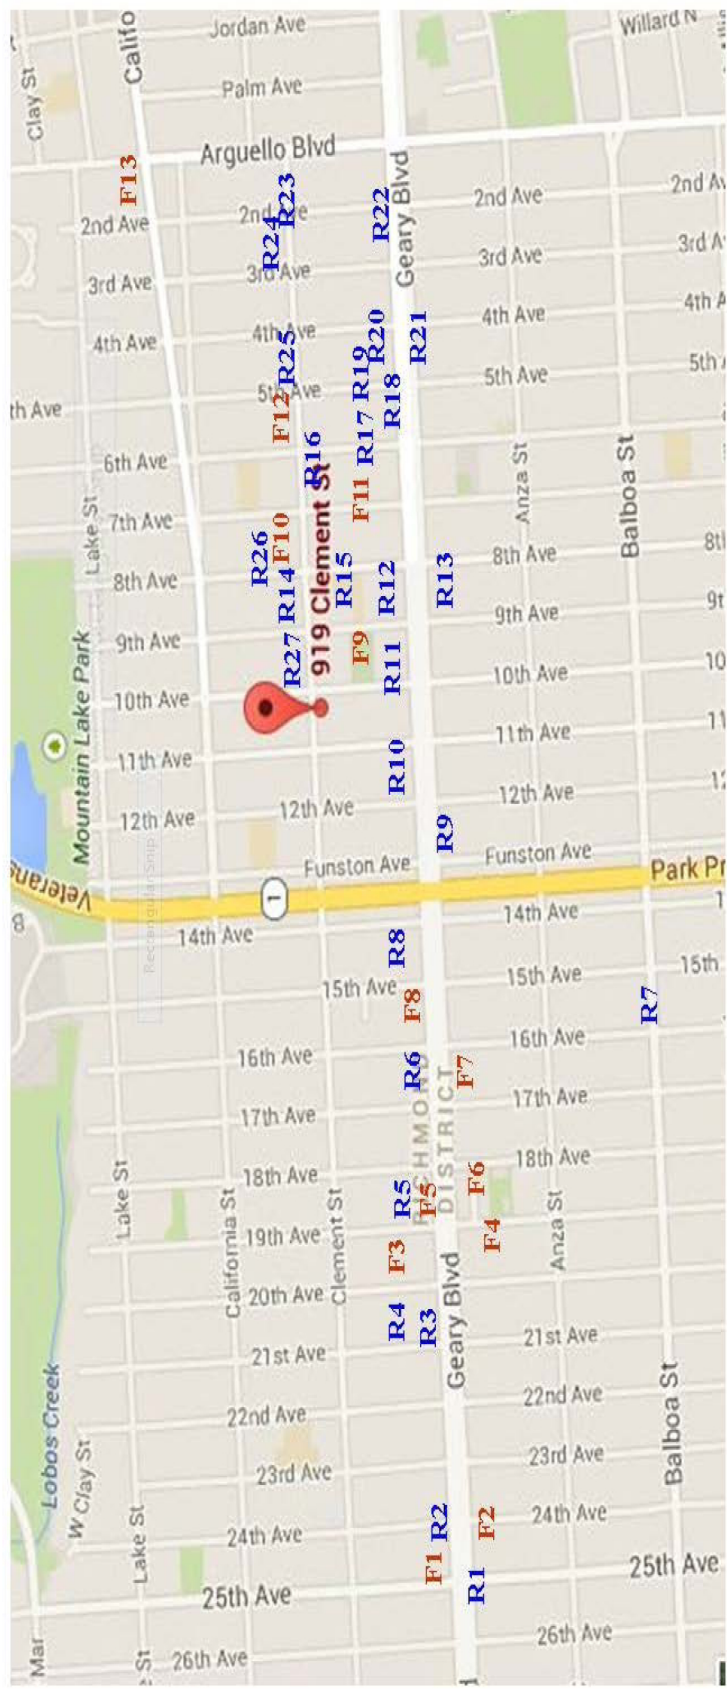 Jordan Ave
Willard N
Clay St
Califo
Palm Ave
Arguello Blvd
F13
2nd Ave
2nd Ave
R23
R24
R22
Geary Blvd
2nd Ave
2nd Av
3rd Ave
3rd Ave
3rd Ave
3rd A
4th Ave
4th Ave
R25
R20
R21
4th Ave
4th A
th Ave
5th Ave
F12
R19
R18
5th Ave
5th
6th Ave
R16
R17
F11
Anza St
Balboa St
Lake St
7th Ave
F10
R26
8th Ave
R14
R15
R12
R13
8th Ave
8t
919 Clement St
Mountain Lake Park
9th Ave
R27
F9
R11
9th Ave
9t
10th Ave
10th Ave
10
11th Ave
R10
11th Ave
11
12th Ave
12th Ave
R9
12th Ave
12
Funston Ave
Funston Ave
Veterans
1
Park Pr
14th Ave
R8
14th Ave
1
Rectangular Snip
15th Ave
F8
15th Ave
15th
R7
16th Ave
R6
F7
16th Ave
17th Ave
17th Ave
RICHMOND
DISTRICT
Lake St
18th Ave
R5
F5
F6
18th Ave
California St
Clement St
19th Ave
F3
F4
Anza St
20th Ave
R4
R3
Geary Blvd
21st Ave
21st Ave
Lobos Creek
22nd Ave
22nd Ave
Balboa St
W Clay St
23rd Ave
23rd Ave
Lake St
24th Ave
R2
F2
24th Ave
F1
R1
25th Ave
25th Ave
Mar
St
26th Ave
26th Ave